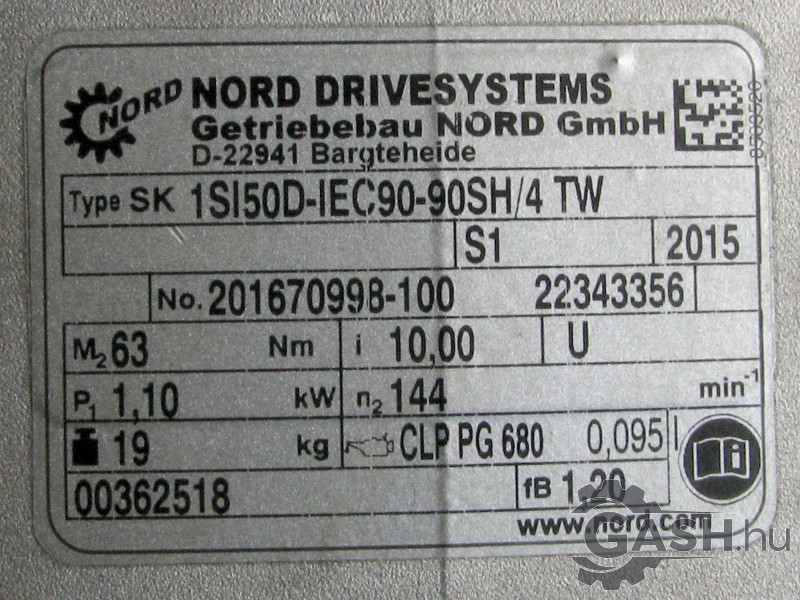 NORD NORD DRIVESYSTEMS
Getriebebau NORD GmbH
D-22941 Bargteheide
Type SK 1SI50D-IEC90-90SH/4 TW
S1 2015
No. 201670998-100 22343356
M2 63 Nm i 10,00 U
P1 1,10 kW n2 144 min-1
19 kg CLP PG 680 0,095 l
00362518 fB 1,20
www.nord.com
GASH.hu